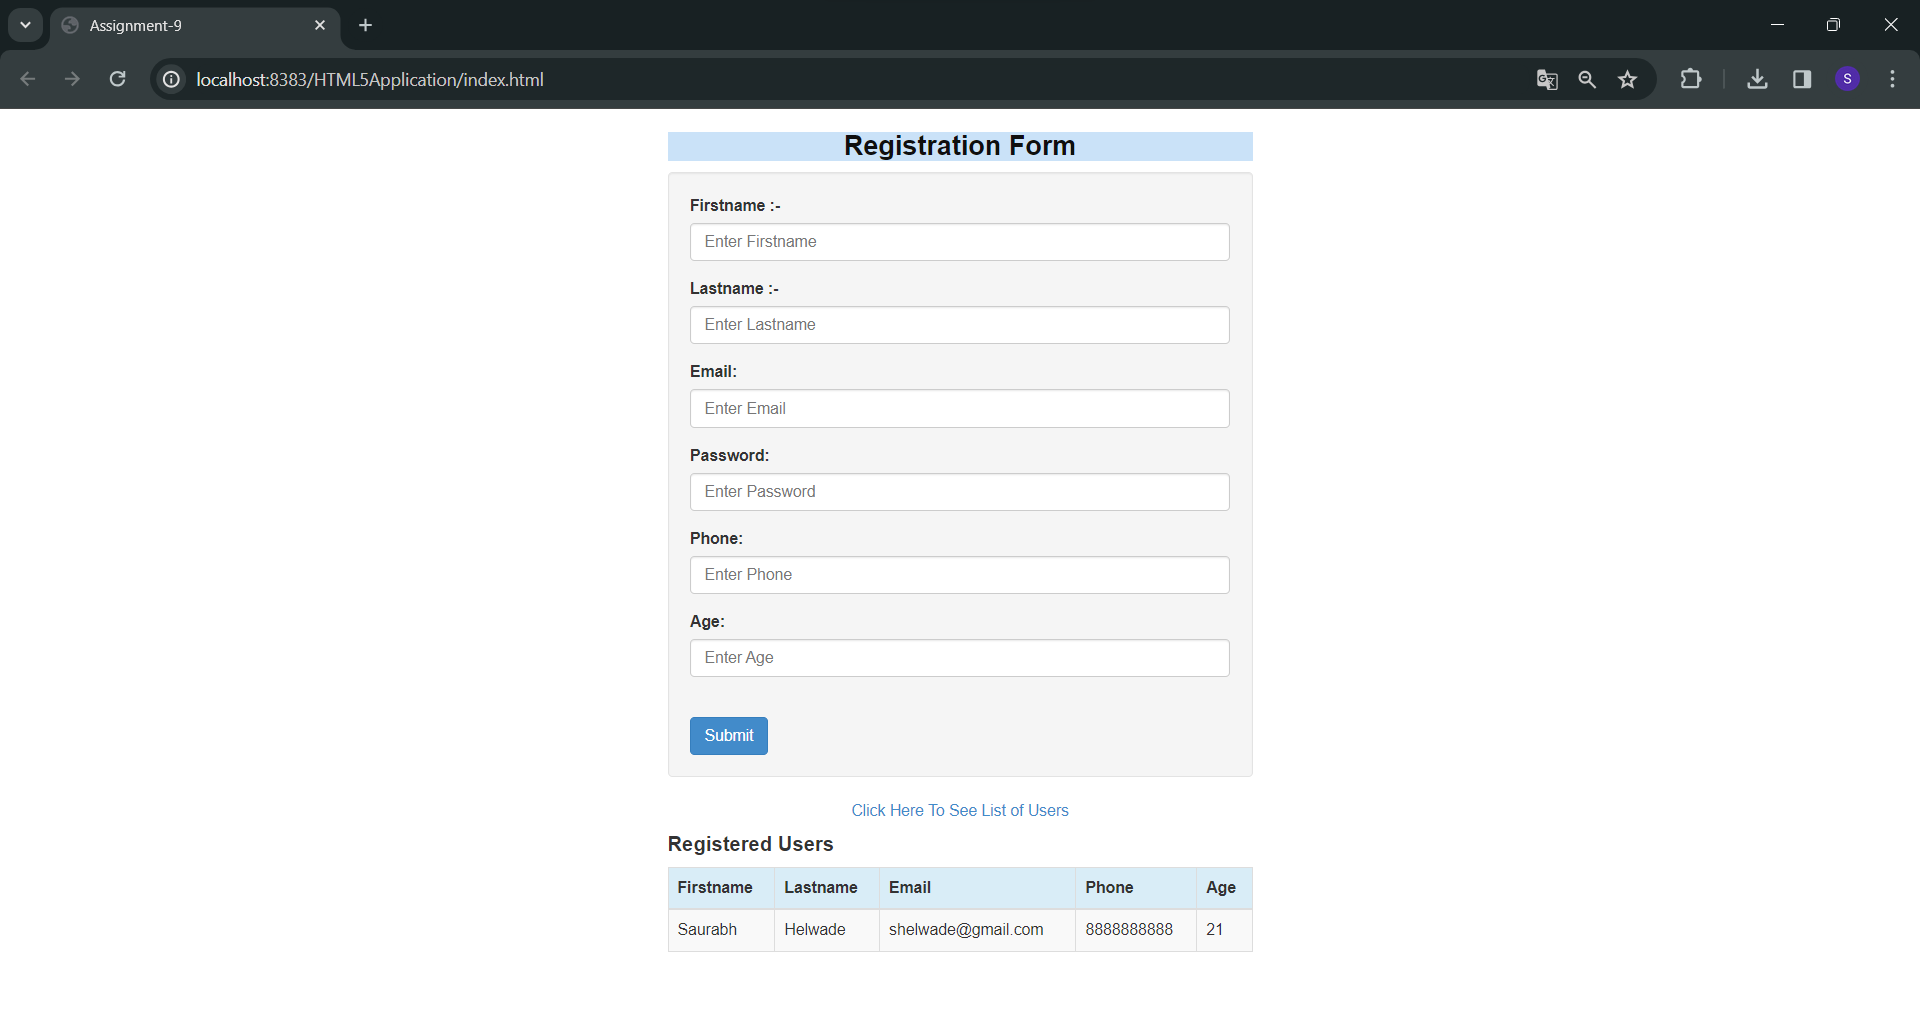 Assignment-9
localhost:8383/HTML5Application/index.html
S
Registration Form
Firstname :-
Enter Firstname
Lastname :-
Enter Lastname
Email:
Enter Email
Password:
Enter Password
Phone:
Enter Phone
Age:
Enter Age
Submit
Click Here To See List of Users
Registered Users
Firstname Lastname Email Phone Age
Saurabh Helwade shelwade@gmail.com 8888888888 21